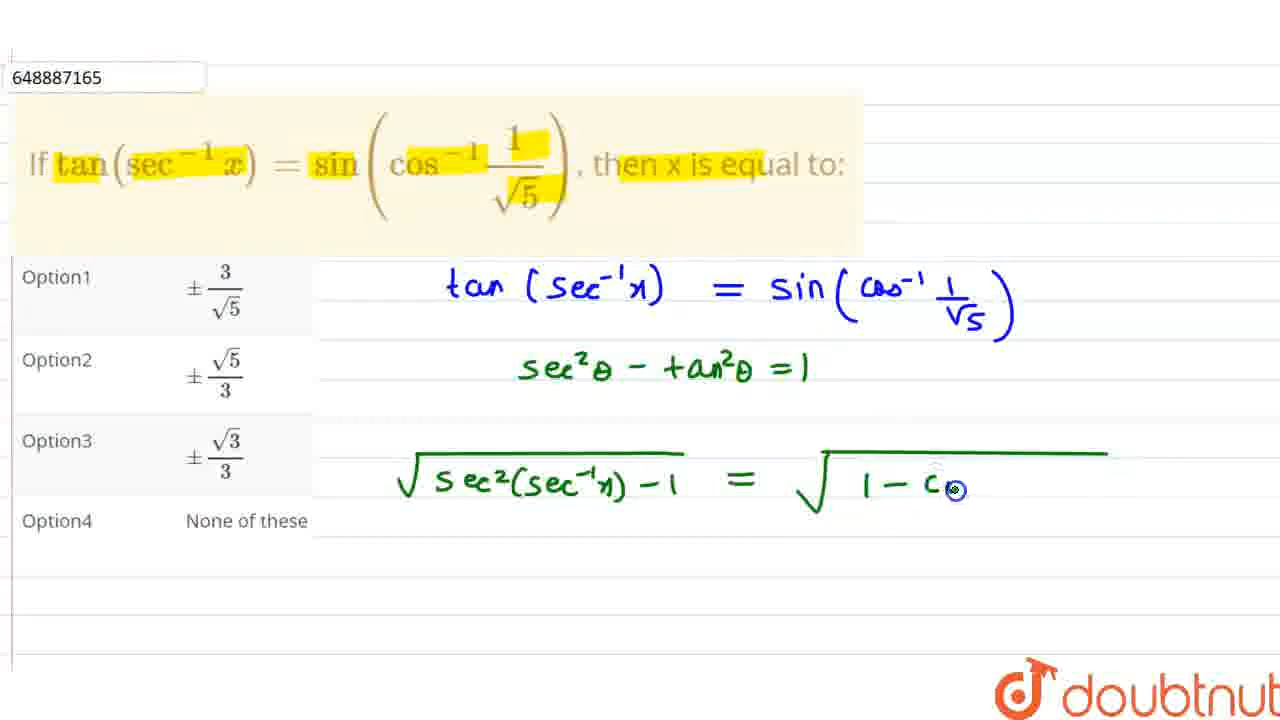 648887165
If tan(sec⁻¹ x) = sin(cos⁻¹ 1/√5), then x is equal to:
Option1 ± 3/√5
tan (sec⁻¹x) = sin(cos⁻¹ 1/√5)
Option2 ± √5/3
sec²θ - tan²θ = 1
Option3 ± √3/3
√(sec²(sec⁻¹x) - 1) = √(1 - c
Option4 None of these
doubtnut